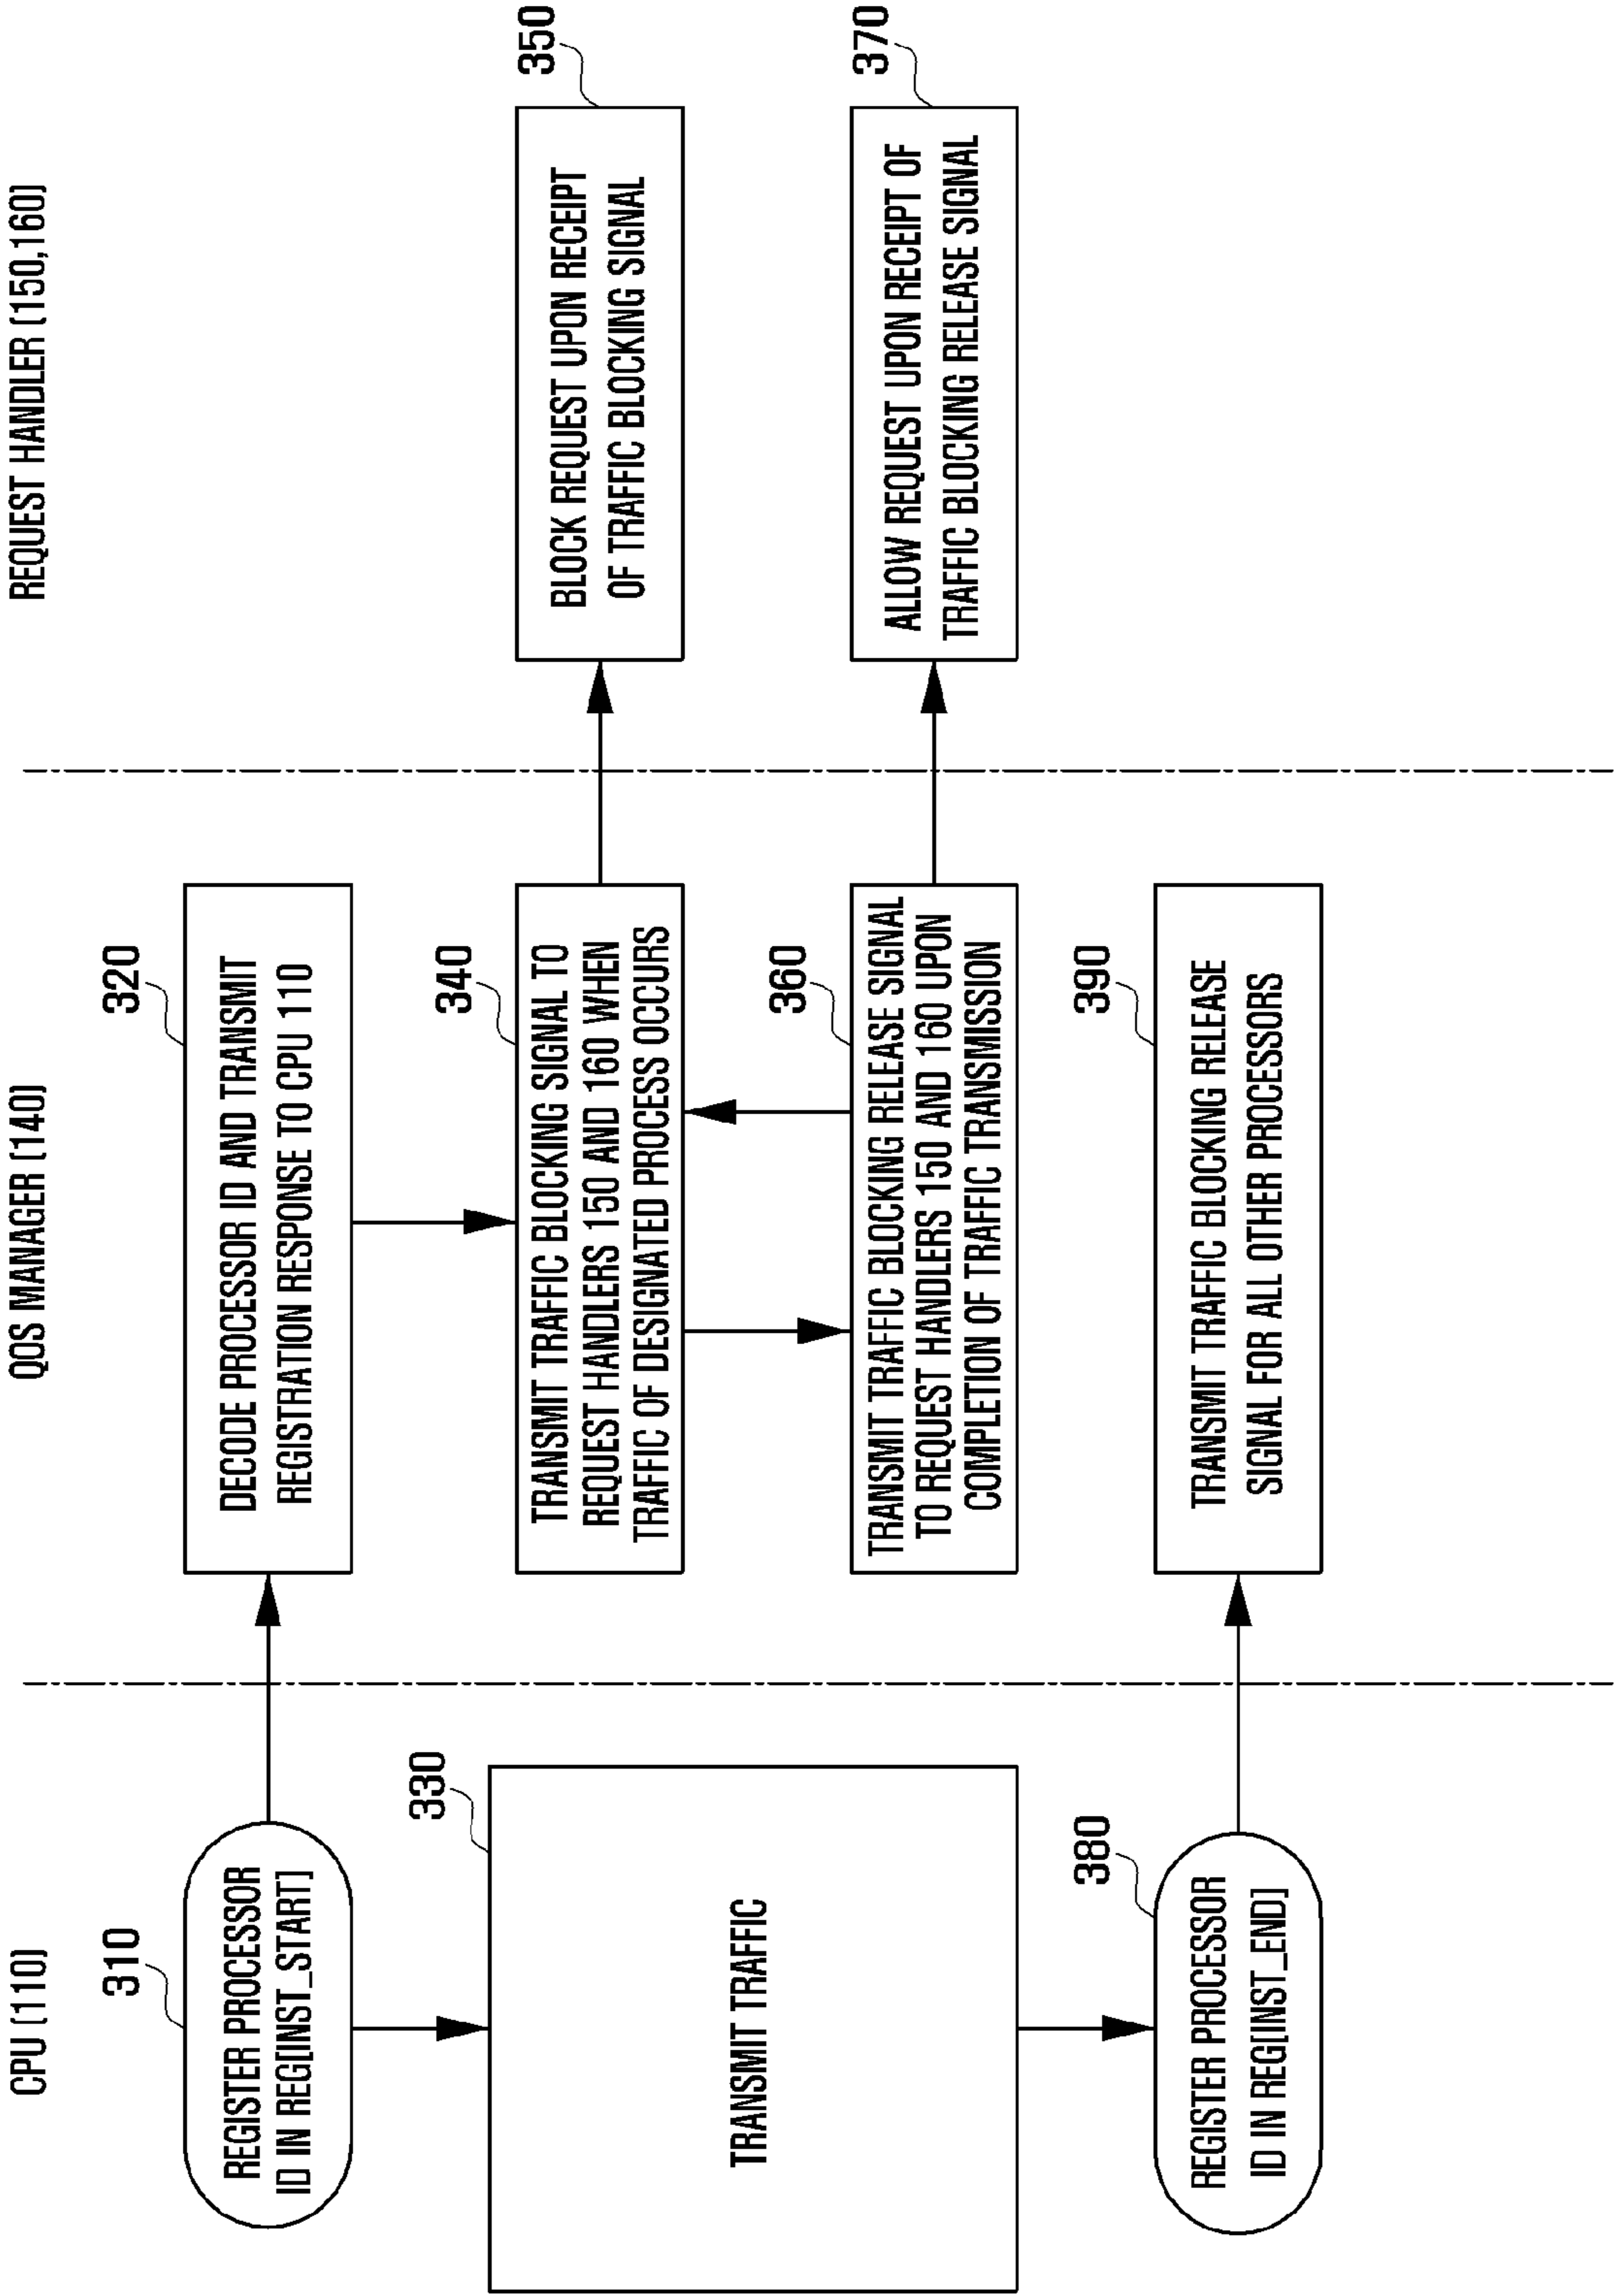 CPU (110)
QOS MANAGER (140)
REQUEST HANDLER (150,160)
310
REGISTER PROCESSOR
ID IN REG[INST_START]
320
DECODE PROCESSOR ID AND TRANSMIT
REGISTRATION RESPONSE TO CPU 110
330
TRANSMIT TRAFFIC
340
TRANSMIT TRAFFIC BLOCKING SIGNAL TO
REQUEST HANDLERS 150 AND 160 WHEN
TRAFFIC OF DESIGNATED PROCESS OCCURS
350
BLOCK REQUEST UPON RECEIPT
OF TRAFFIC BLOCKING SIGNAL
360
TRANSMIT TRAFFIC BLOCKING RELEASE SIGNAL
TO REQUEST HANDLERS 150 AND 160 UPON
COMPLETION OF TRAFFIC TRANSMISSION
370
ALLOW REQUEST UPON RECEIPT OF
TRAFFIC BLOCKING RELEASE SIGNAL
380
REGISTER PROCESSOR
ID IN REG[INST_END]
390
TRANSMIT TRAFFIC BLOCKING RELEASE
SIGNAL FOR ALL OTHER PROCESSORS